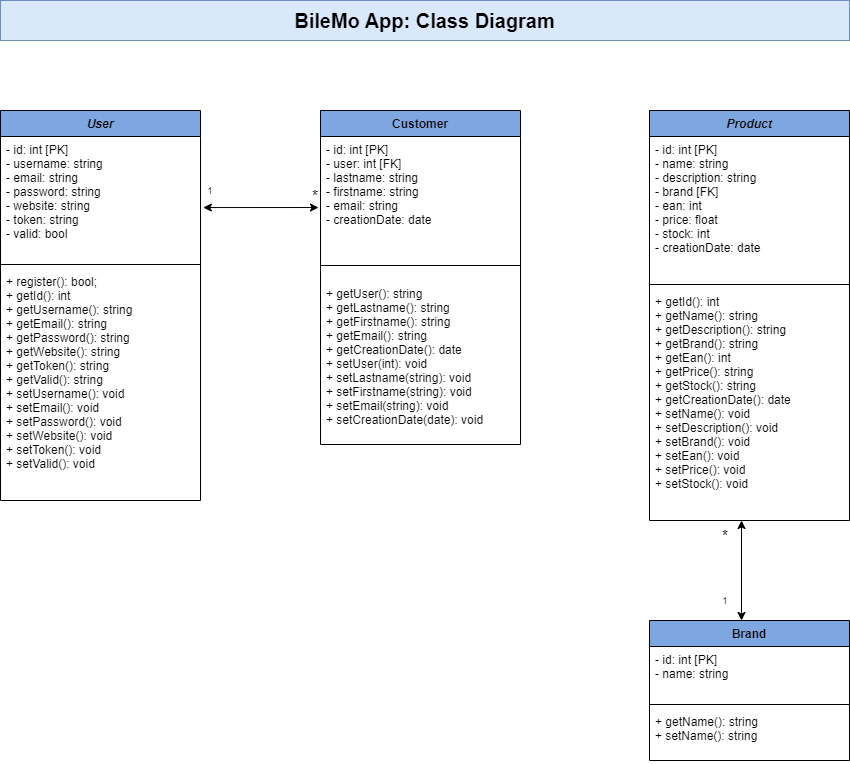 BileMo App: Class Diagram
User
- id: int [PK]
- username: string
- email: string
- password: string
- website: string
- token: string
- valid: bool
+ register(): bool;
+ getId(): int
+ getUsername(): string
+ getEmail(): string
+ getPassword(): string
+ getWebsite(): string
+ getToken(): string
+ getValid(): string
+ setUsername(): void
+ setEmail(): void
+ setPassword(): void
+ setWebsite(): void
+ setToken(): void
+ setValid(): void
1
*
Customer
- id: int [PK]
- user: int [FK]
- lastname: string
- firstname: string
- email: string
- creationDate: date
+ getUser(): string
+ getLastname(): string
+ getFirstname(): string
+ getEmail(): string
+ getCreationDate(): date
+ setUser(int): void
+ setLastname(string): void
+ setFirstname(string): void
+ setEmail(string): void
+ setCreationDate(date): void
Product
- id: int [PK]
- name: string
- description: string
- brand [FK]
- ean: int
- price: float
- stock: int
- creationDate: date
+ getId(): int
+ getName(): string
+ getDescription(): string
+ getBrand(): string
+ getEan(): int
+ getPrice(): string
+ getStock(): string
+ getCreationDate(): date
+ setName(): void
+ setDescription(): void
+ setBrand(): void
+ setEan(): void
+ setPrice(): void
+ setStock(): void
*
1
Brand
- id: int [PK]
- name: string
+ getName(): string
+ setName(): string